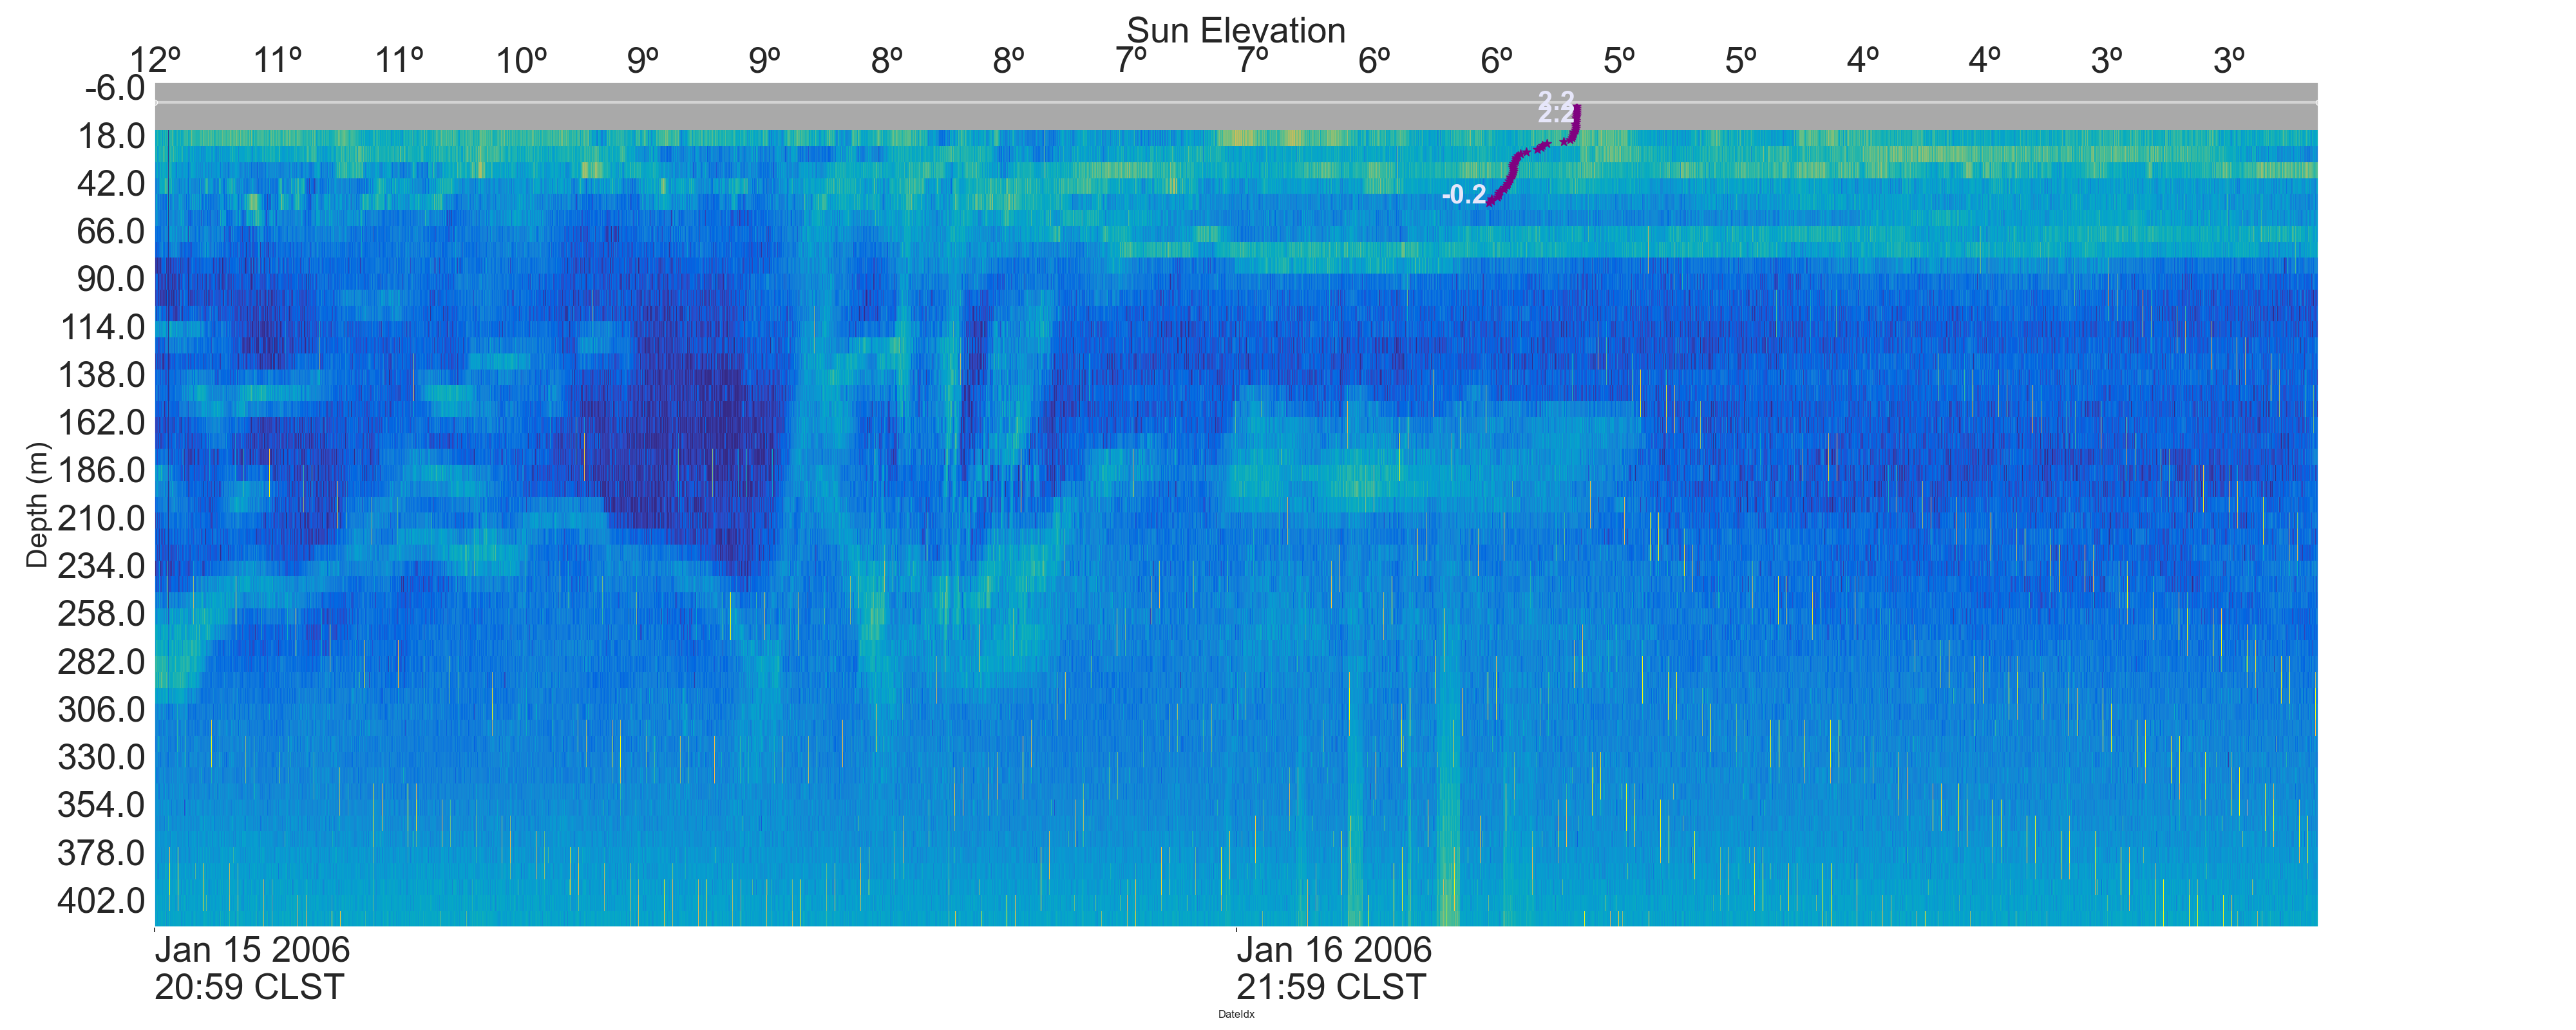 Sun Elevation
12º 11º 11º 10º 9º 9º 8º 8º 7º 7º 6º 6º 5º 5º 4º 4º 3º 3º
-6.0
18.0
42.0
66.0
90.0
114.0
138.0
162.0
186.0
210.0
234.0
258.0
282.0
306.0
330.0
354.0
378.0
402.0
Depth (m)
2.2
2.2
-0.2
Jan 15 2006
20:59 CLST
Jan 16 2006
21:59 CLST
DateIdx